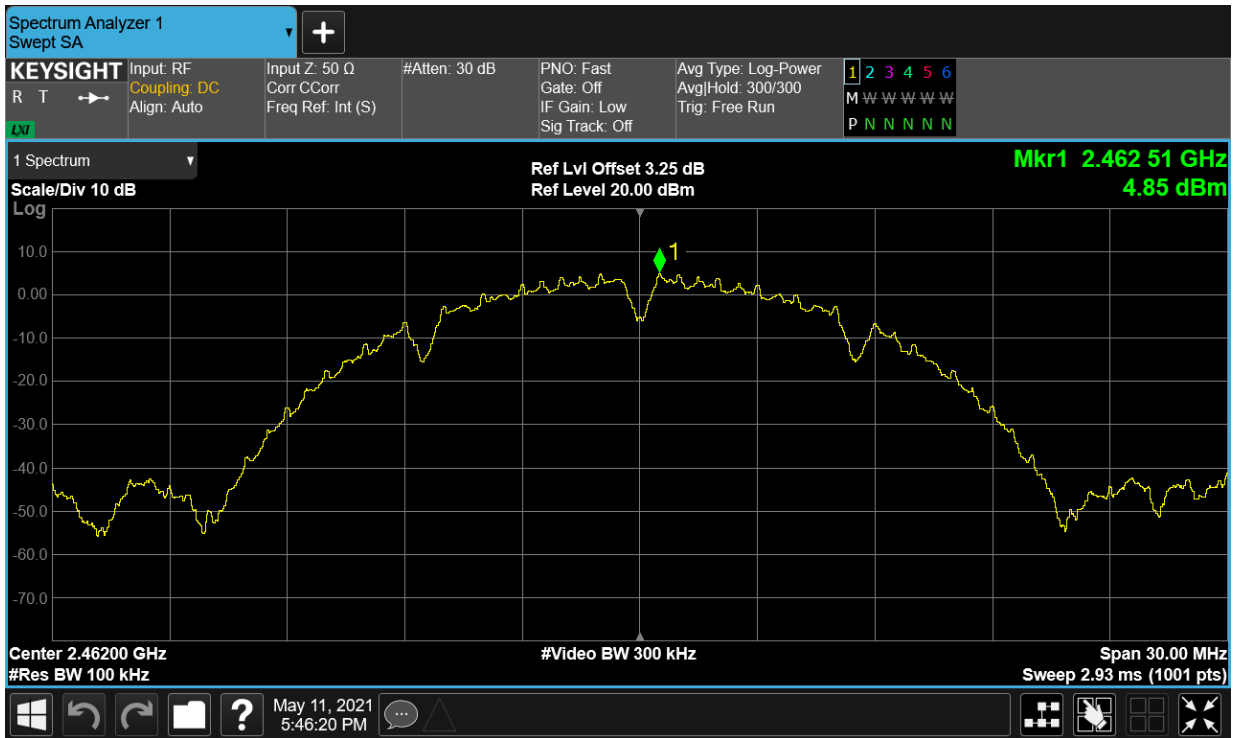 Spectrum Analyzer 1
Swept SA
▼
+
KEYSIGHT
R T
LXI
Input: RF
Coupling: DC
Align: Auto
Input Z: 50 Ω
Corr CCorr
Freq Ref: Int (S)
#Atten: 30 dB
PNO: Fast
Gate: Off
IF Gain: Low
Sig Track: Off
Avg Type: Log-Power
Avg|Hold: 300/300
Trig: Free Run
1 2 3 4 5 6
M W W W W W
P N N N N N
1 Spectrum ▼
Scale/Div 10 dB
Log
Ref Lvl Offset 3.25 dB
Ref Level 20.00 dBm
Mkr1 2.462 51 GHz
4.85 dBm
1
10.0
0.00
-10.0
-20.0
-30.0
-40.0
-50.0
-60.0
-70.0
Center 2.46200 GHz
#Res BW 100 kHz
#Video BW 300 kHz
Span 30.00 MHz
Sweep 2.93 ms (1001 pts)
?
May 11, 2021
5:46:20 PM